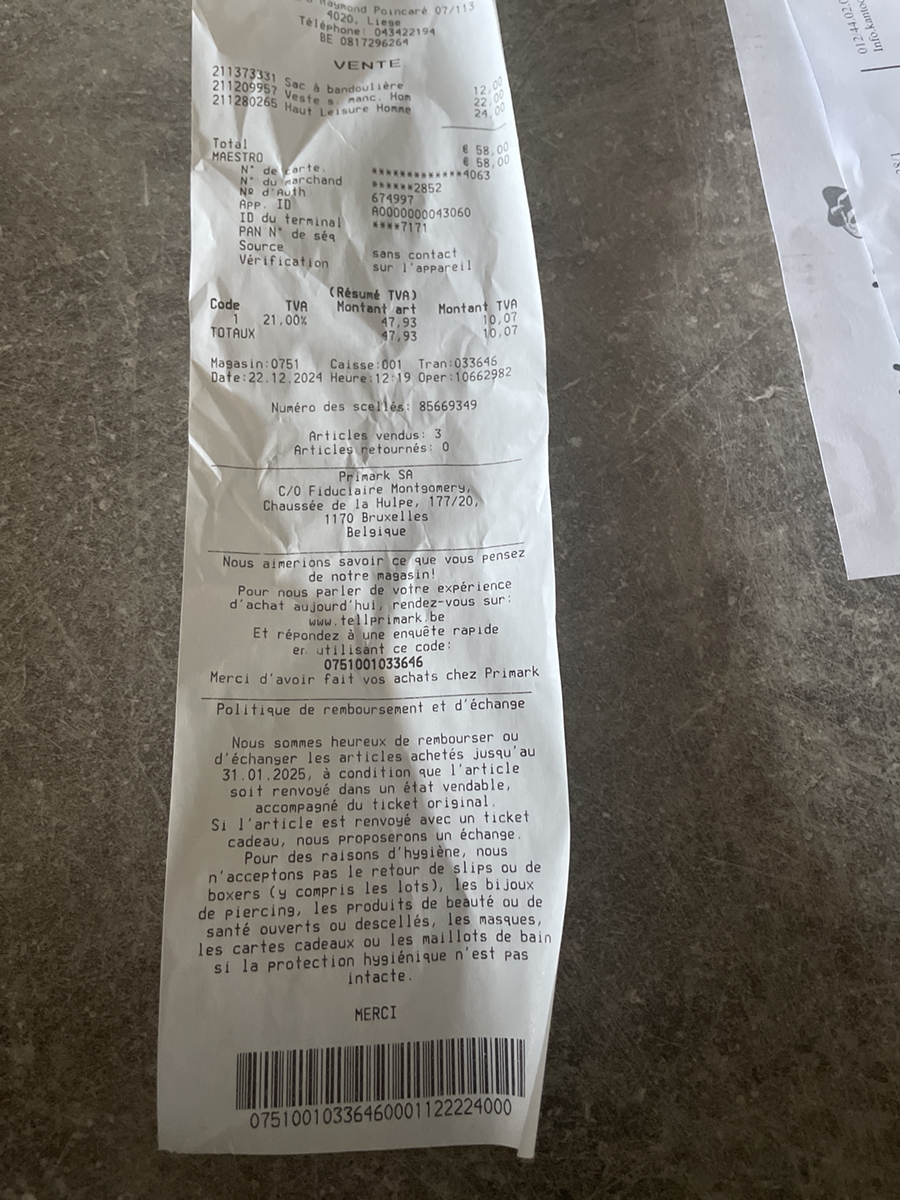 Raymond Poincaré 07/113
4020, Liege
Téléphone: 043422194
BE 0817296264
VENTE
211373331 Sac à bandoulière 12,00
211209957 Veste s. manc. Hom 22,00
211280265 Haut Leisure Homme 24,00
Total € 58,00
MAESTRO € 58,00
N° de carte. ************4063
N° du marchand ******2852
Nº d'Auth 674997
App. ID A0000000043060
ID du terminal ****7171
PAN N° de séq
Source sans contact
Vérification sur l'appareil
(Résumé TVA)
Code TVA Montant art Montant TVA
1 21,00% 47,93 10,07
TOTAUX 47,93 10,07
Magasin:0751 Caisse:001 Tran:033646
Date:22.12.2024 Heure:12:19 Oper:10662982
Numéro des scellés: 85669349
Articles vendus: 3
Articles retournés: 0
Primark SA
C/O Fiduclaire Montgomery,
Chaussée de la Hulpe, 177/20,
1170 Bruxelles
Belgique
Nous aimerions savoir ce que vous pensez
de notre magasin!
Pour nous parler de votre expérience
d'achat aujourd'hui, rendez-vous sur:
www.tellprimark.be
Et répondez à une enquête rapide
en utilisant ce code:
0751001033646
Merci d'avoir fait vos achats chez Primark
Politique de remboursement et d'échange
Nous sommes heureux de rembourser ou
d'échanger les articles achetés jusqu'au
31.01.2025, à condition que l'article
soit renvoyé dans un état vendable,
accompagné du ticket original.
Si l'article est renvoyé avec un ticket
cadeau, nous proposerons un échange.
Pour des raisons d'hygiène, nous
n'acceptons pas le retour de slips ou de
boxers (y compris les lots), les bijoux
de piercing, les produits de beauté ou de
santé ouverts ou descellés, les masques,
les cartes cadeaux ou les maillots de bain
si la protection hygiénique n'est pas
intacte.
MERCI
07510010336460001122224000
012.44.02.0